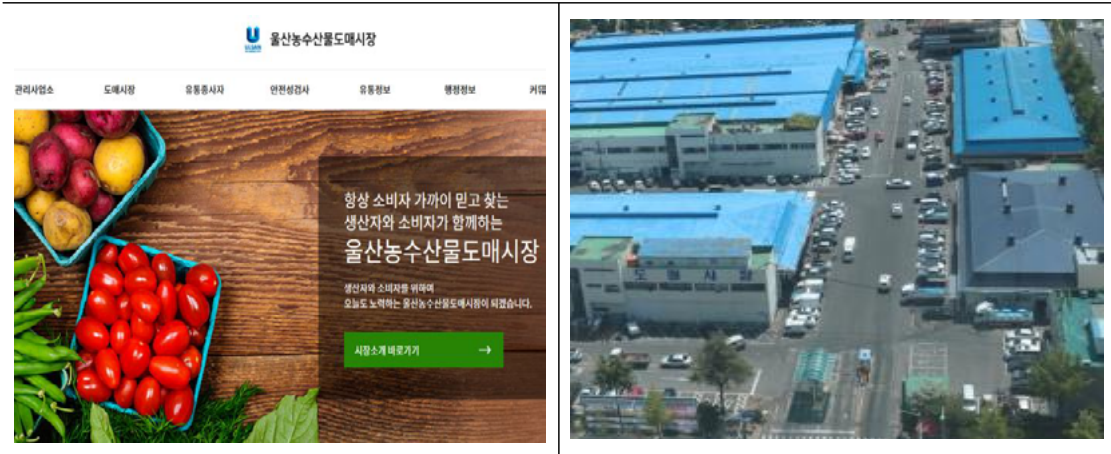 ULSAN
울산농수산물도매시장
관리사업소 도매시장 유통종사자 안전성검사 유통정보 행정정보
항상 소비자 가까이 믿고 찾는
생산자와 소비자가 함께하는
울산농수산물도매시장
생산자와 소비자를 위하여
오늘도 노력하는 울산농수산물도매시장이 되겠습니다.
시장소개 바로가기 →
도매시장